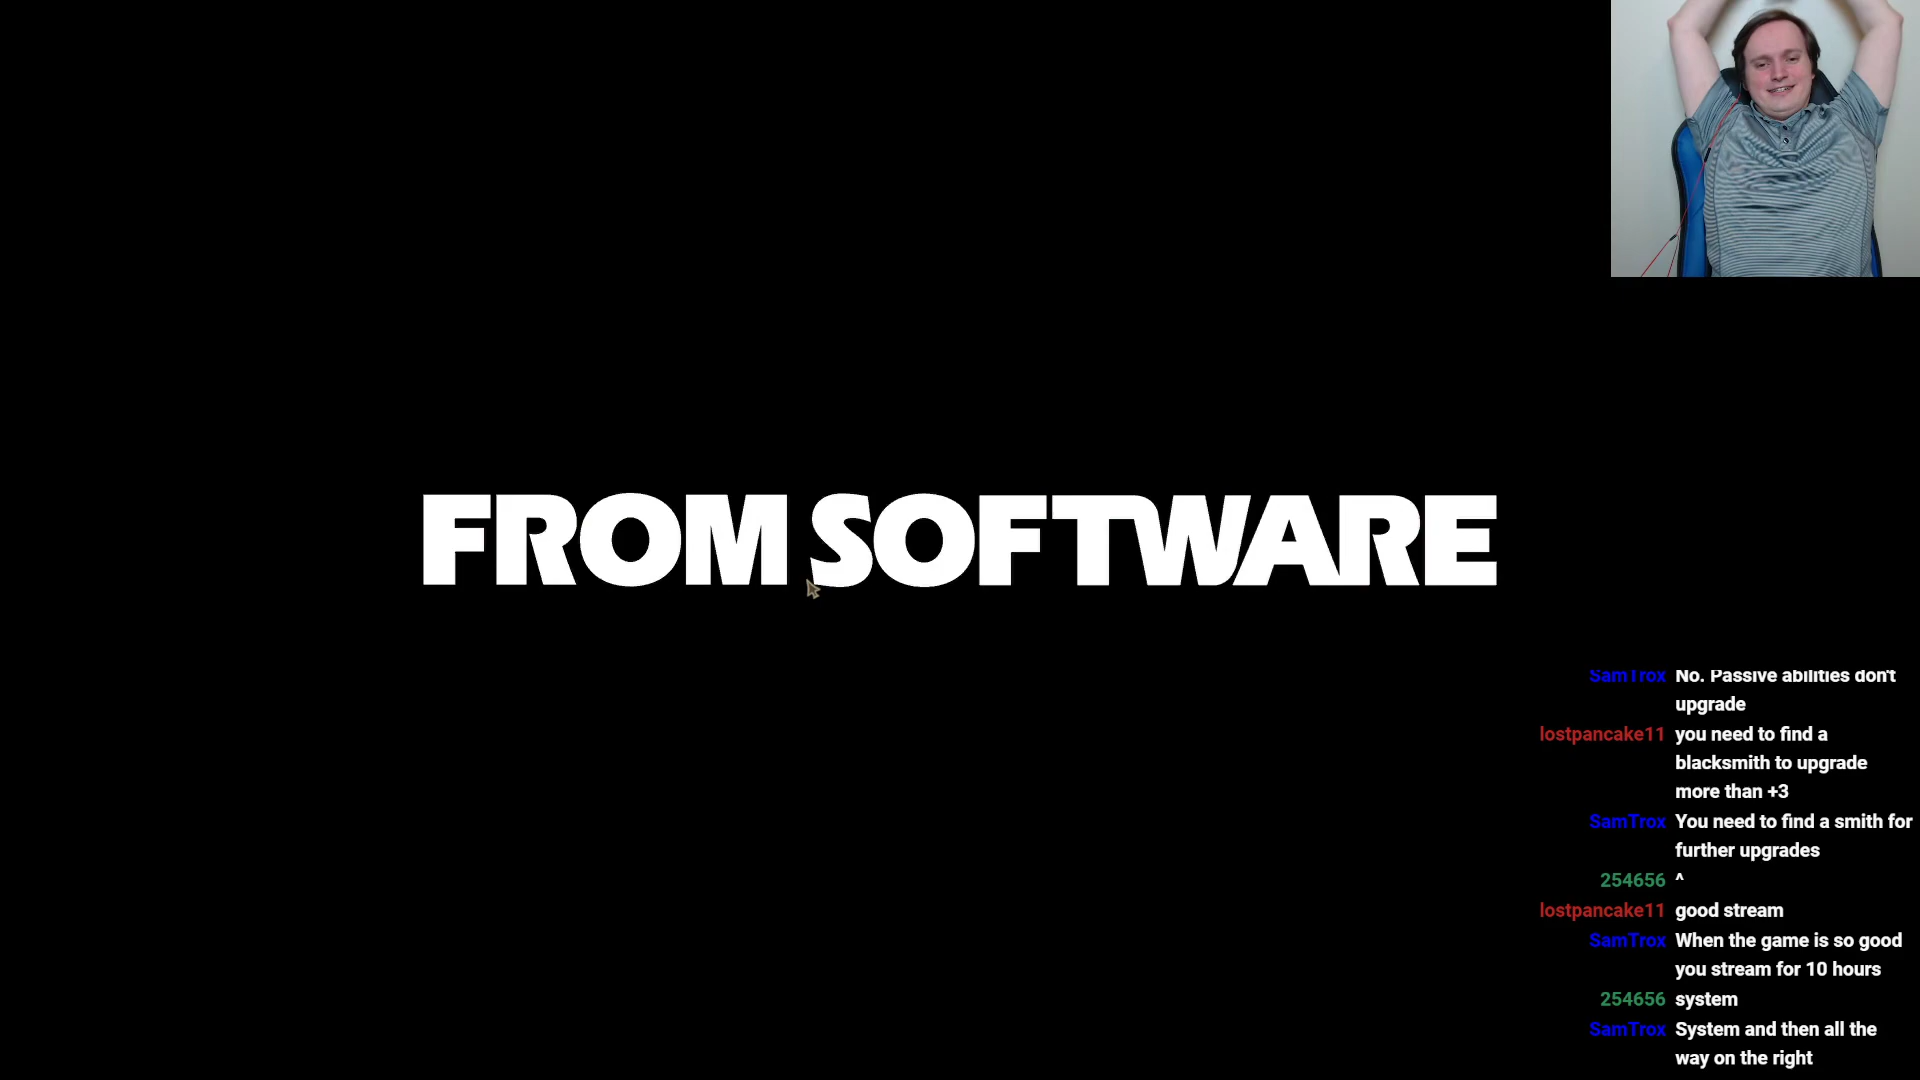 FROM SOFTWARE
SamTrox No. Passive abilities don't
upgrade
lostpancake11 you need to find a
blacksmith to upgrade
more than +3
SamTrox You need to find a smith for
further upgrades
254656 ^
lostpancake11 good stream
SamTrox When the game is so good
you stream for 10 hours
254656 system
SamTrox System and then all the
way on the right